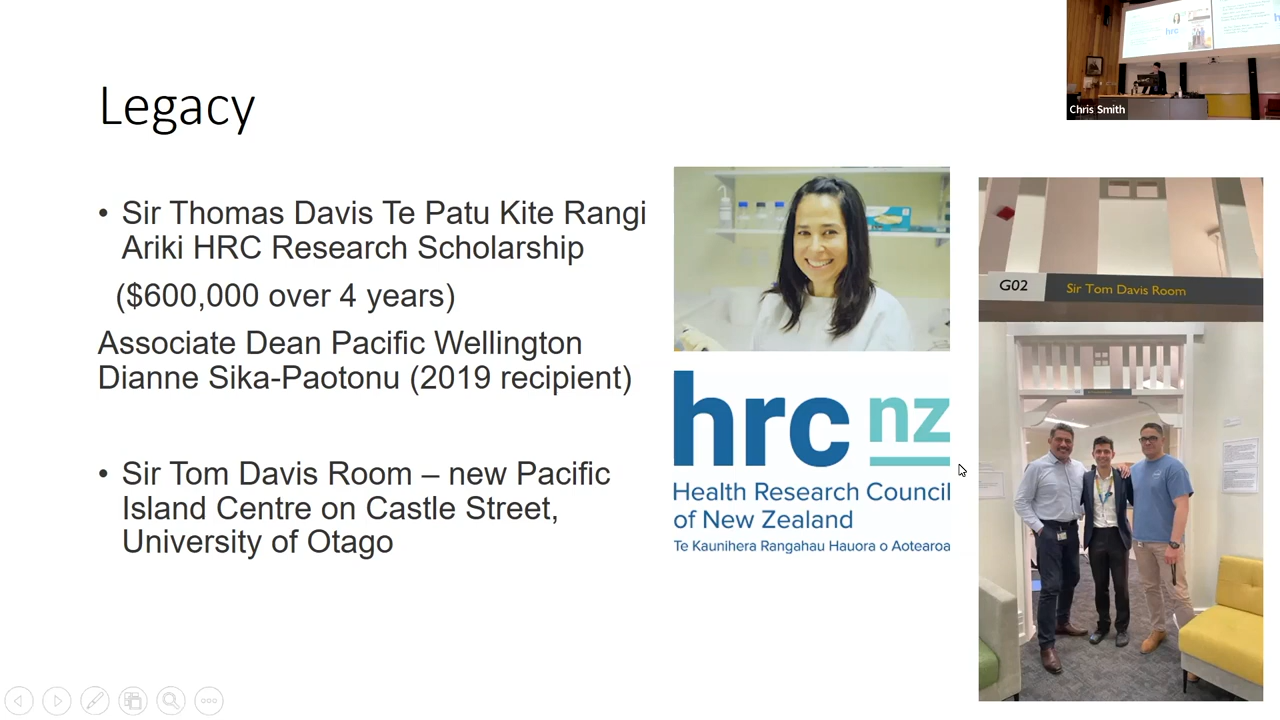 Legacy
• Sir Thomas Davis Te Patu Kite Rangi
Ariki HRC Research Scholarship
($600,000 over 4 years)
Associate Dean Pacific Wellington
Dianne Sika-Paotonu (2019 recipient)
• Sir Tom Davis Room – new Pacific
Island Centre on Castle Street,
University of Otago
hrc nz
Health Research Council
of New Zealand
Te Kaunihera Rangahau Hauora o Aotearoa
G02 Sir Tom Davis Room
hrc
Chris Smith